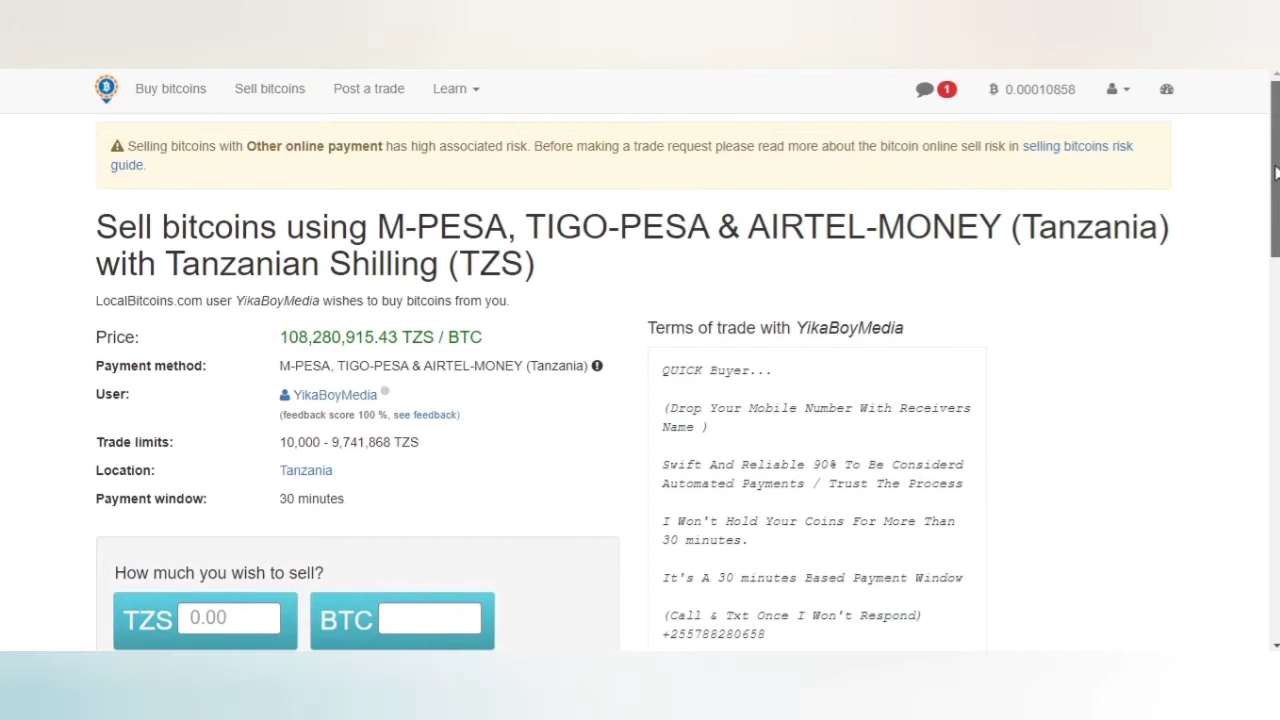 Buy bitcoins Sell bitcoins Post a trade Learn 1 0.00010858
Selling bitcoins with Other online payment has high associated risk. Before making a trade request please read more about the bitcoin online sell risk in selling bitcoins risk
guide.
Sell bitcoins using M-PESA, TIGO-PESA & AIRTEL-MONEY (Tanzania)
with Tanzanian Shilling (TZS)
LocalBitcoins.com user YikaBoyMedia wishes to buy bitcoins from you.
Price: 108,280,915.43 TZS / BTC
Payment method: M-PESA, TIGO-PESA & AIRTEL-MONEY (Tanzania)
User: YikaBoyMedia
(feedback score 100 %, see feedback)
Trade limits: 10,000 - 9,741,868 TZS
Location: Tanzania
Payment window: 30 minutes
How much you wish to sell?
TZS 0.00 BTC
Terms of trade with YikaBoyMedia
QUICK Buyer...
(Drop Your Mobile Number With Receivers
Name )
Swift And Reliable 90% To Be Considerd
Automated Payments / Trust The Process
I Won't Hold Your Coins For More Than
30 minutes.
It's A 30 minutes Based Payment Window
(Call & Txt Once I Won't Respond)
+255788280658